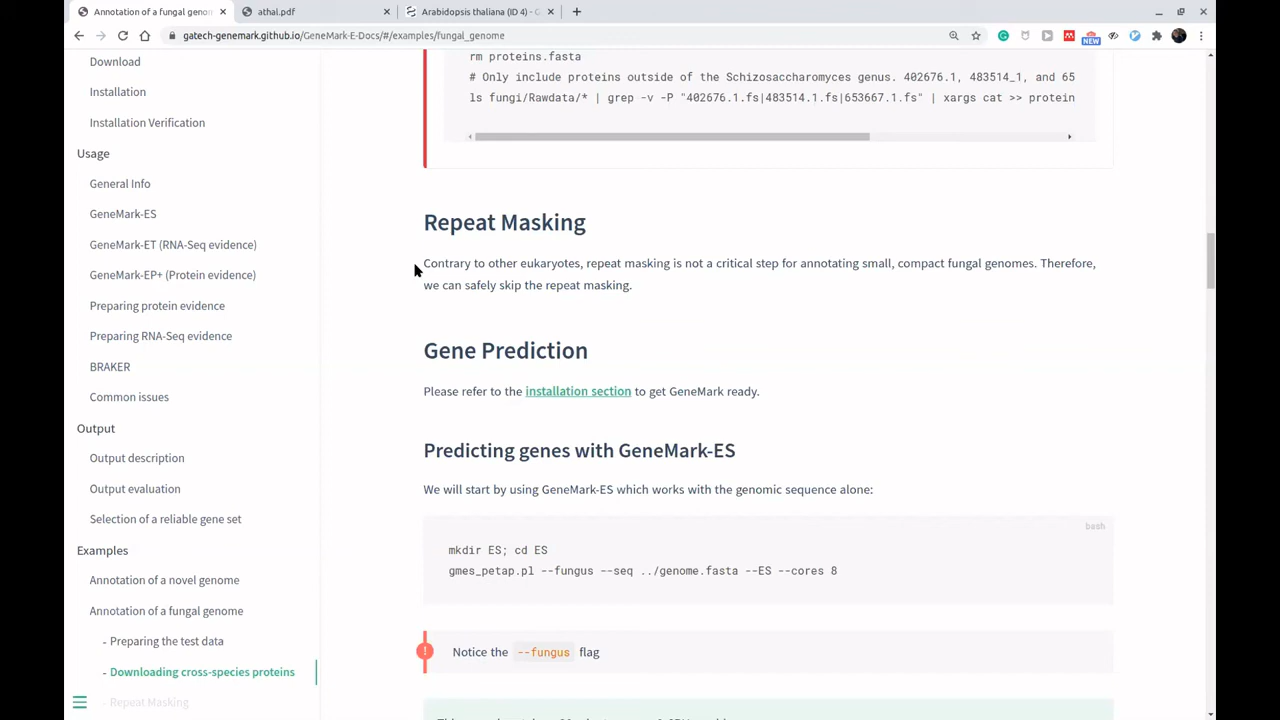 Annotation of a fungal genom ×
athal.pdf ×
Arabidopsis thaliana (ID 4) - ×
gatech-genemark.github.io/GeneMark-E-Docs/#/examples/fungal_genome
NEW
Download
Installation
Installation Verification
Usage
General Info
GeneMark-ES
GeneMark-ET (RNA-Seq evidence)
GeneMark-EP+ (Protein evidence)
Preparing protein evidence
Preparing RNA-Seq evidence
BRAKER
Common issues
Output
Output description
Output evaluation
Selection of a reliable gene set
Examples
Annotation of a novel genome
Annotation of a fungal genome
- Preparing the test data
- Downloading cross-species proteins
- Repeat Masking
rm proteins.fasta
# Only include proteins outside of the Schizosaccharomyces genus. 402676.1, 483514_1, and 65
ls fungi/Rawdata/* | grep -v -P "402676.1.fs|483514.1.fs|653667.1.fs" | xargs cat >> protein
Repeat Masking
Contrary to other eukaryotes, repeat masking is not a critical step for annotating small, compact fungal genomes. Therefore,
we can safely skip the repeat masking.
Gene Prediction
Please refer to the installation section to get GeneMark ready.
Predicting genes with GeneMark-ES
We will start by using GeneMark-ES which works with the genomic sequence alone:
bash
mkdir ES; cd ES
gmes_petap.pl --fungus --seq ../genome.fasta --ES --cores 8
! Notice the --fungus flag